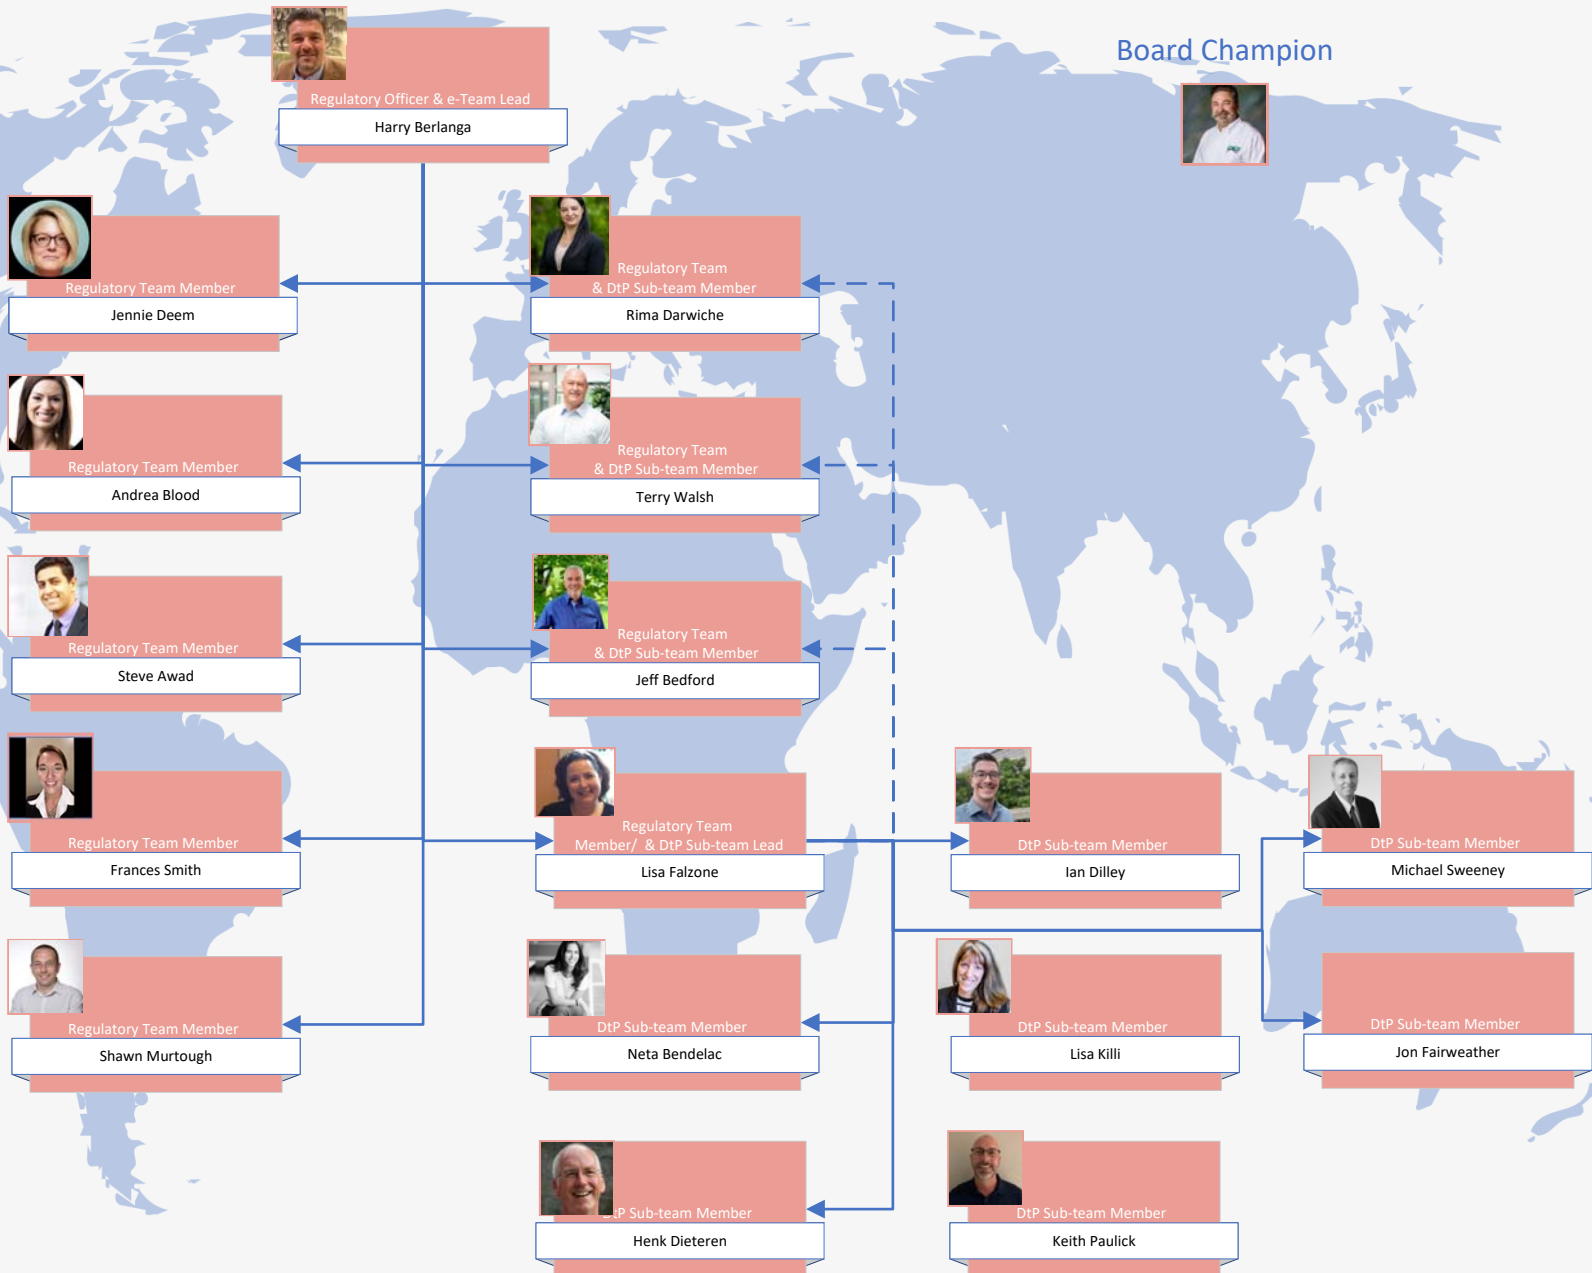 Board Champion
Regulatory Officer & e-Team Lead
Harry Berlanga
Regulatory Team Member
Jennie Deem
Regulatory Team
& DtP Sub-team Member
Rima Darwiche
Regulatory Team Member
Andrea Blood
Regulatory Team
& DtP Sub-team Member
Terry Walsh
Regulatory Team Member
Steve Awad
Regulatory Team
& DtP Sub-team Member
Jeff Bedford
Regulatory Team Member
Frances Smith
Regulatory Team
Member/ & DtP Sub-team Lead
Lisa Falzone
DtP Sub-team Member
Ian Dilley
DtP Sub-team Member
Michael Sweeney
Regulatory Team Member
Shawn Murtough
DtP Sub-team Member
Neta Bendelac
DtP Sub-team Member
Lisa Killi
DtP Sub-team Member
Jon Fairweather
DtP Sub-team Member
Henk Dieteren
DtP Sub-team Member
Keith Paulick